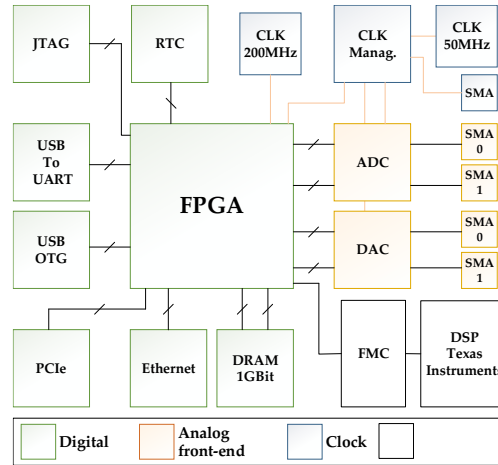 JTAG
RTC
CLK
200MHz
CLK
Manag.
CLK
50MHz
SMA
USB
To
UART
FPGA
ADC
SMA
0
SMA
1
USB
OTG
DAC
SMA
0
SMA
1
PCIe
Ethernet
DRAM
1GBit
FMC
DSP
Texas
Instruments
Digital
Analog
front-end
Clock